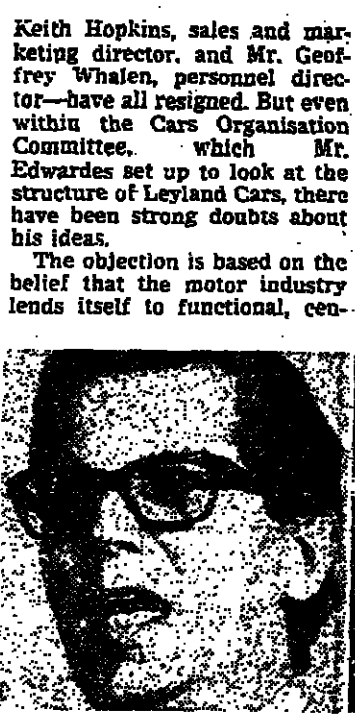 Keith Hopkins, sales and mar-
keting director, and Mr. Geof-
frey Whalen, personnel direc-
tor—have all resigned. But even
within the Cars Organisation
Committee, which Mr.
Edwardes set up to look at the
structure of Leyland Cars, there
have been strong doubts about
his ideas.
The objection is based on the
belief that the motor industry
lends itself to functional, cen-